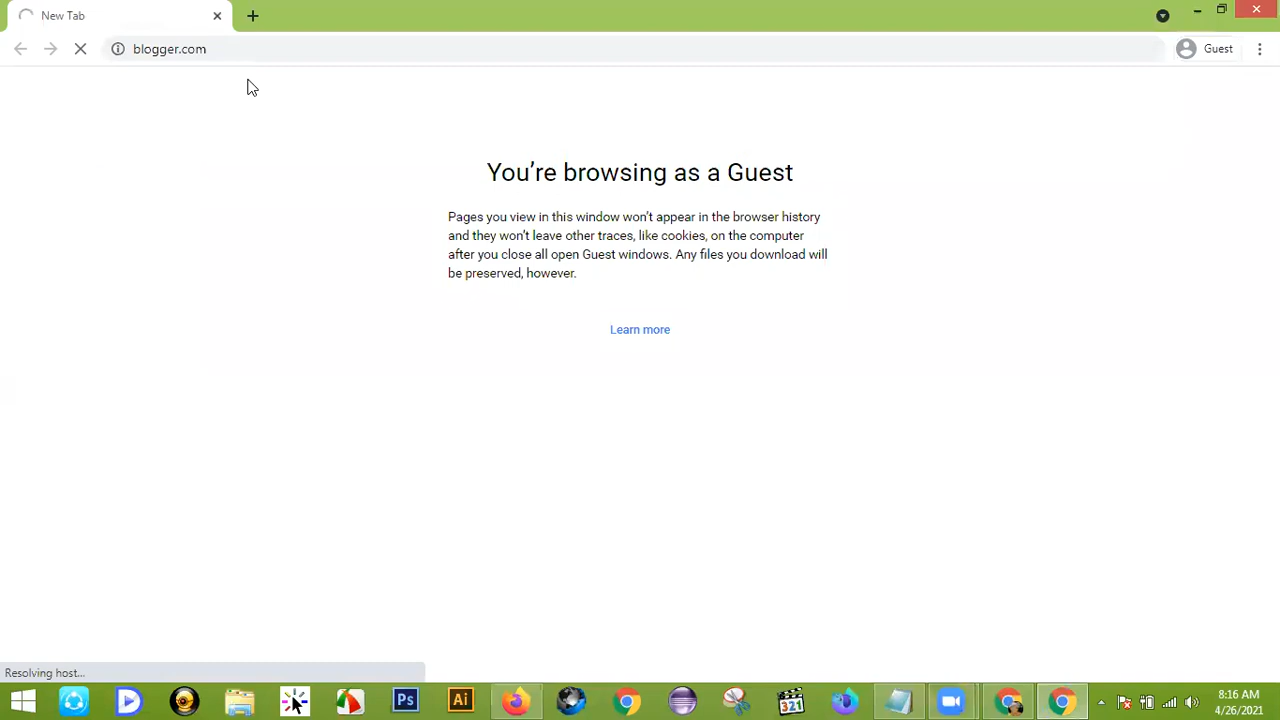 New Tab
blogger.com
Guest
You're browsing as a Guest
Pages you view in this window won't appear in the browser history
and they won't leave other traces, like cookies, on the computer
after you close all open Guest windows. Any files you download will
be preserved, however.
Learn more
Resolving host...
Ps
Ai
321
8:16 AM
4/26/2021